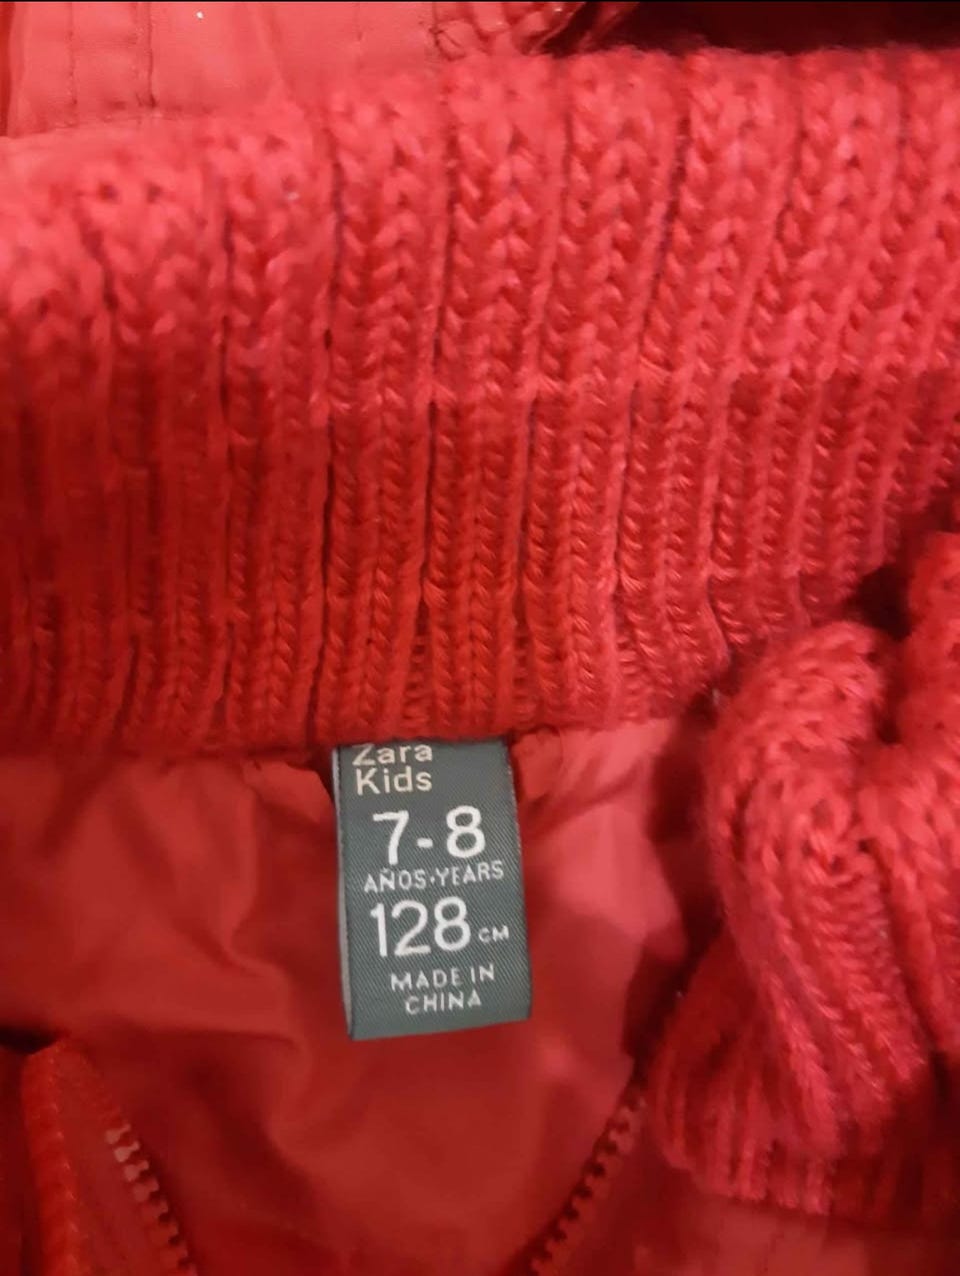 Zara
Kids
7-8
AÑOS·YEARS
128 CM
MADE IN
CHINA